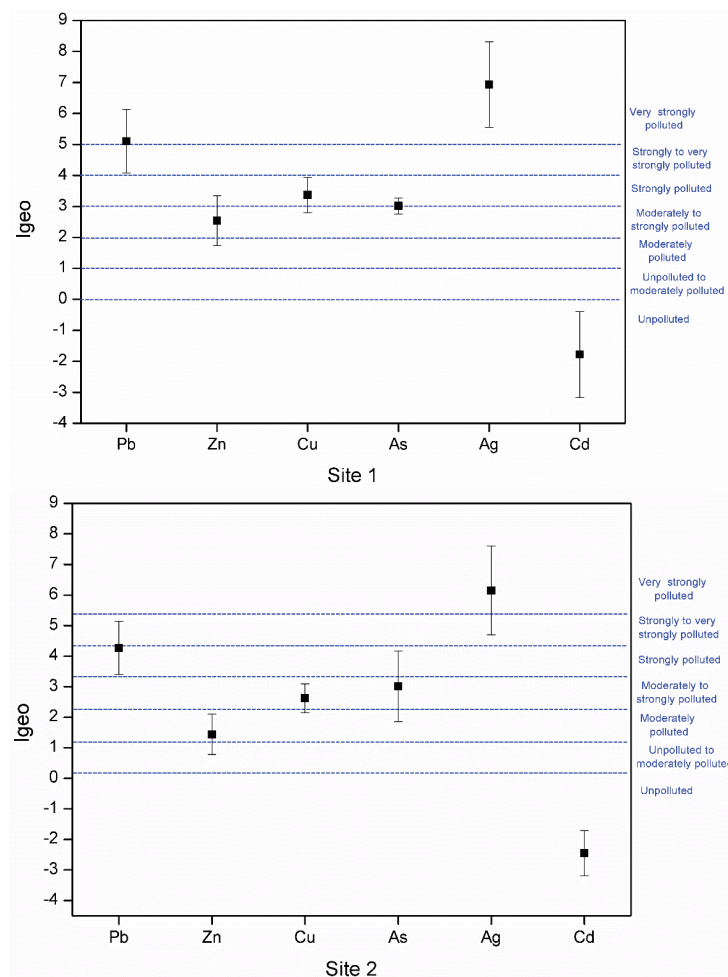 9
8
7
6
5
4
3
2
1
0
-1
-2
-3
-4
Igeo
Very strongly
polluted
Strongly to very
strongly polluted
Strongly polluted
Moderately to
strongly polluted
Moderately
polluted
Unpolluted to
moderately polluted
Unpolluted
Pb Zn Cu As Ag Cd
Site 1
9
8
7
6
5
4
3
2
1
0
-1
-2
-3
-4
Igeo
Very strongly
polluted
Strongly to very
strongly polluted
Strongly polluted
Moderately to
strongly polluted
Moderately
polluted
Unpolluted to
moderately polluted
Unpolluted
Pb Zn Cu As Ag Cd
Site 2